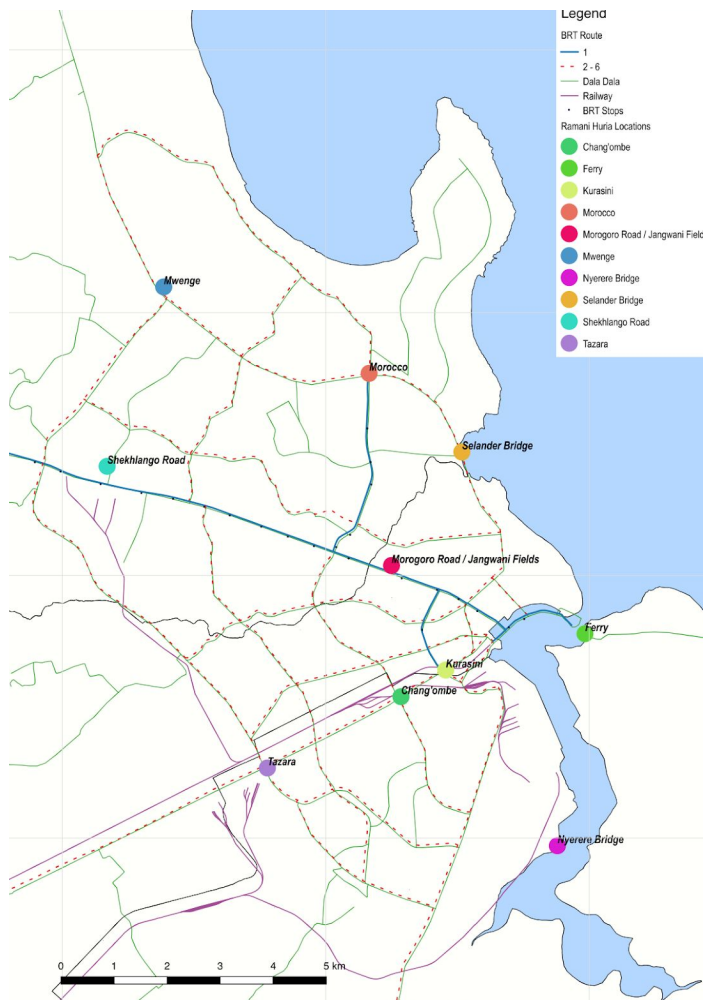 Legend
BRT Route
1
2 - 6
Dala Dala
Railway
BRT Stops
Ramani Huria Locations
Chang'ombe
Ferry
Kurasini
Morocco
Morogoro Road / Jangwani Field
Mwenge
Nyerere Bridge
Selander Bridge
Shekhlango Road
Tazara
Mwenge
Morocco
Selander Bridge
Shekhlango Road
Morogoro Road / Jangwani Fields
Ferry
Kurasini
Chang'ombe
Tazara
Nyerere Bridge
0 1 2 3 4 5 km